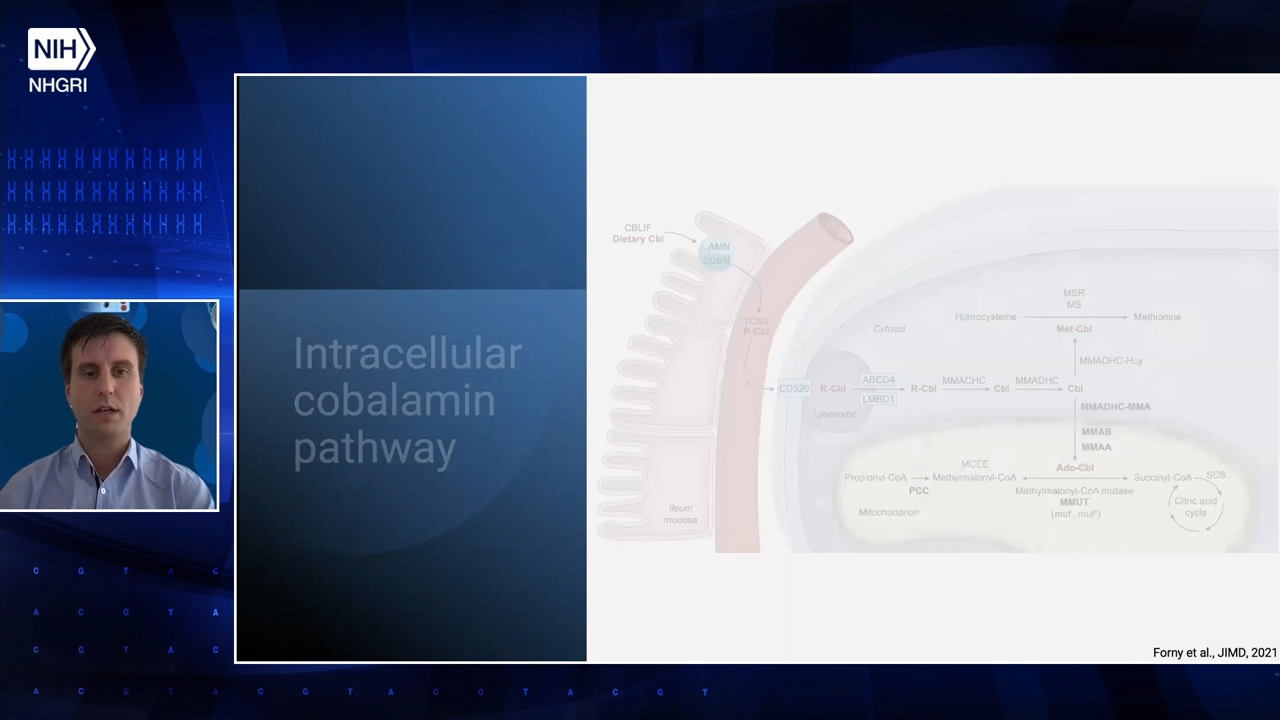 NIH
NHGRI
Intracellular
cobalamin
pathway
CBLIF
Dietary Cbl
AMN
CUBN
TCN2
R-Cbl
CD320
Cytosol
R-Cbl
Lysosome
ABCD4
LMBD1
R-Cbl
MMACHC
Cbl
MMADHC
Cbl
MSR
MS
Homocysteine
Methionine
Met-Cbl
MMADHC-Hcy
MMADHC-MMA
MMAB
MMAA
Ado-Cbl
Propionyl-CoA
PCC
MCEE
Methylmalonyl-CoA
Methylmalonyl-CoA mutase
MMUT
Succinyl-CoA
SCS
Citric acid
cycle
Mitochondrion
Ileum
mucosa
Forny et al., JIMD, 2021
C G T A C
A C G T A
C G T A C
A C G T A C G T A C G T A C G T